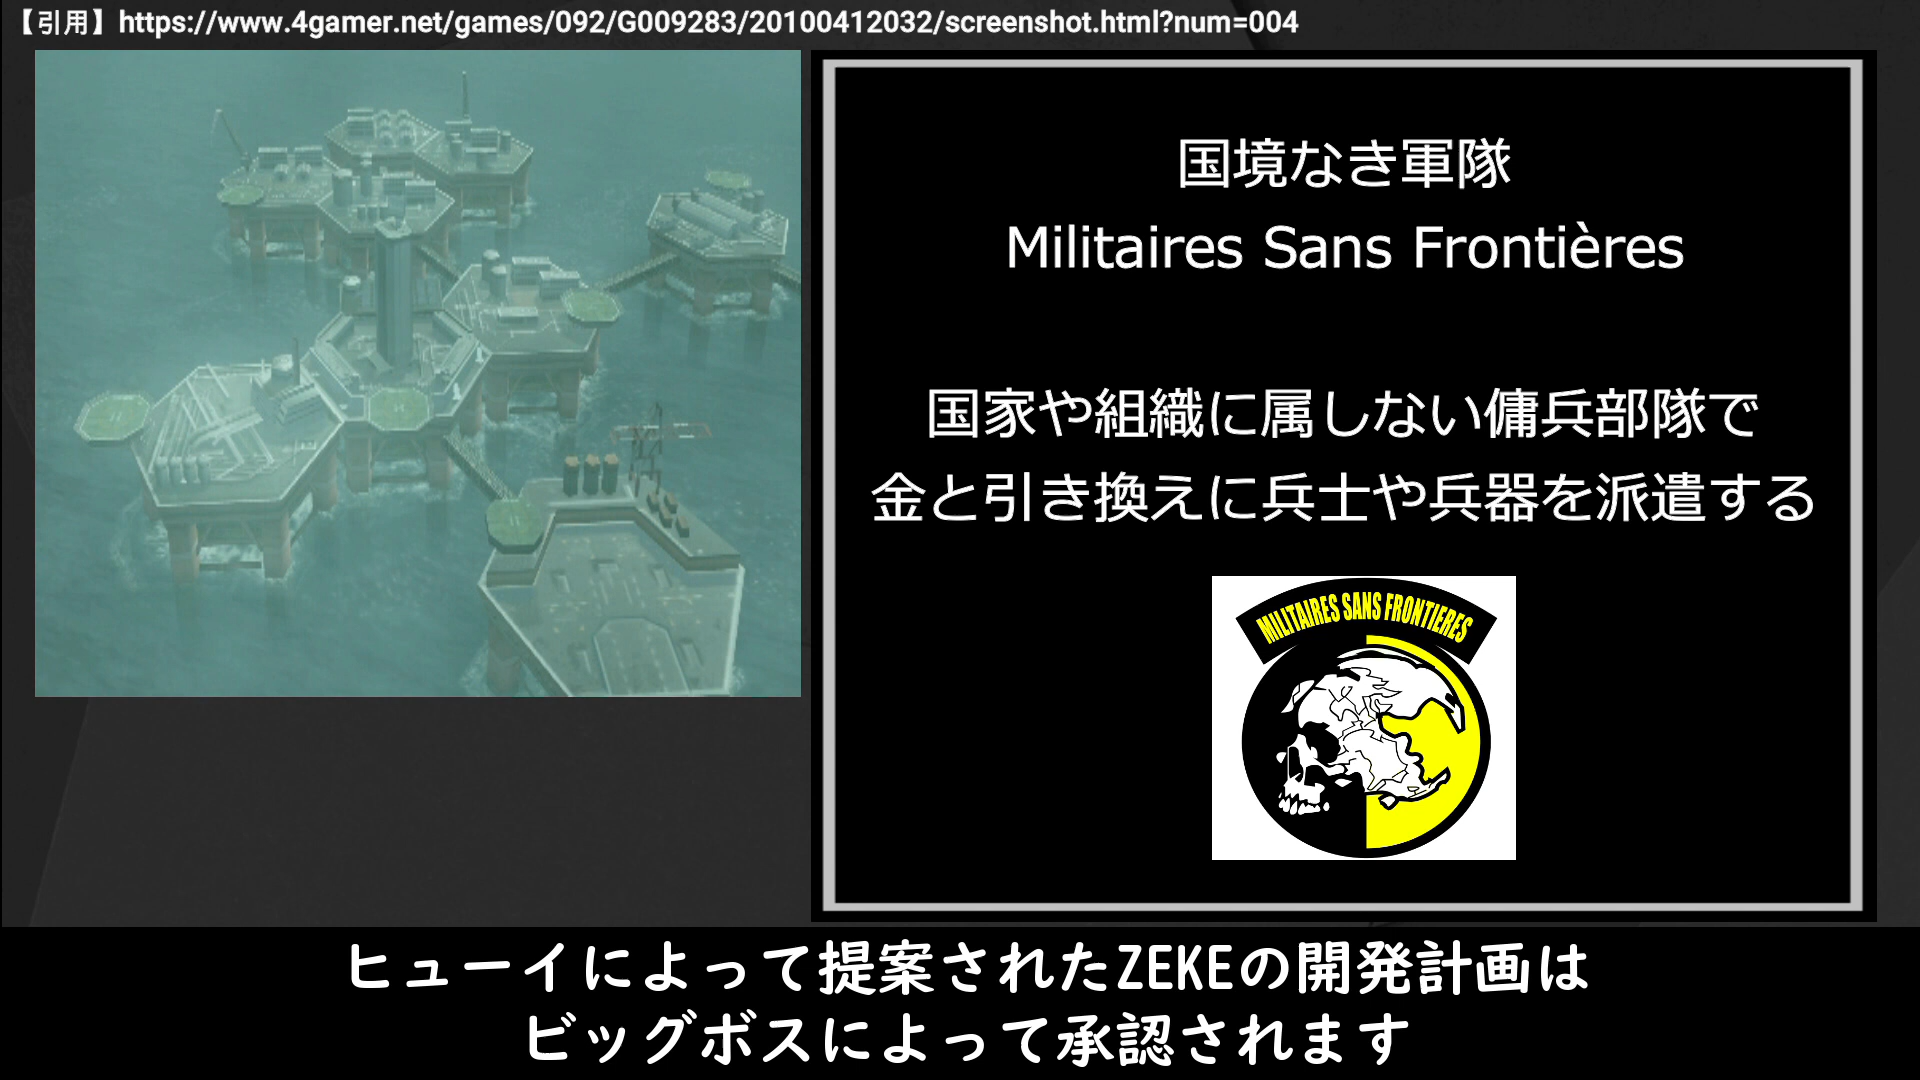 【引用】https://www.4gamer.net/games/092/G009283/20100412032/screenshot.html?num=004
国境なき軍隊
Militaires Sans Frontières
国家や組織に属しない傭兵部隊で
金と引き換えに兵士や兵器を派遣する
MILITAIRES SANS FRONTIERES
ヒューイによって提案されたZEKEの開発計画は
ビッグボスによって承認されます